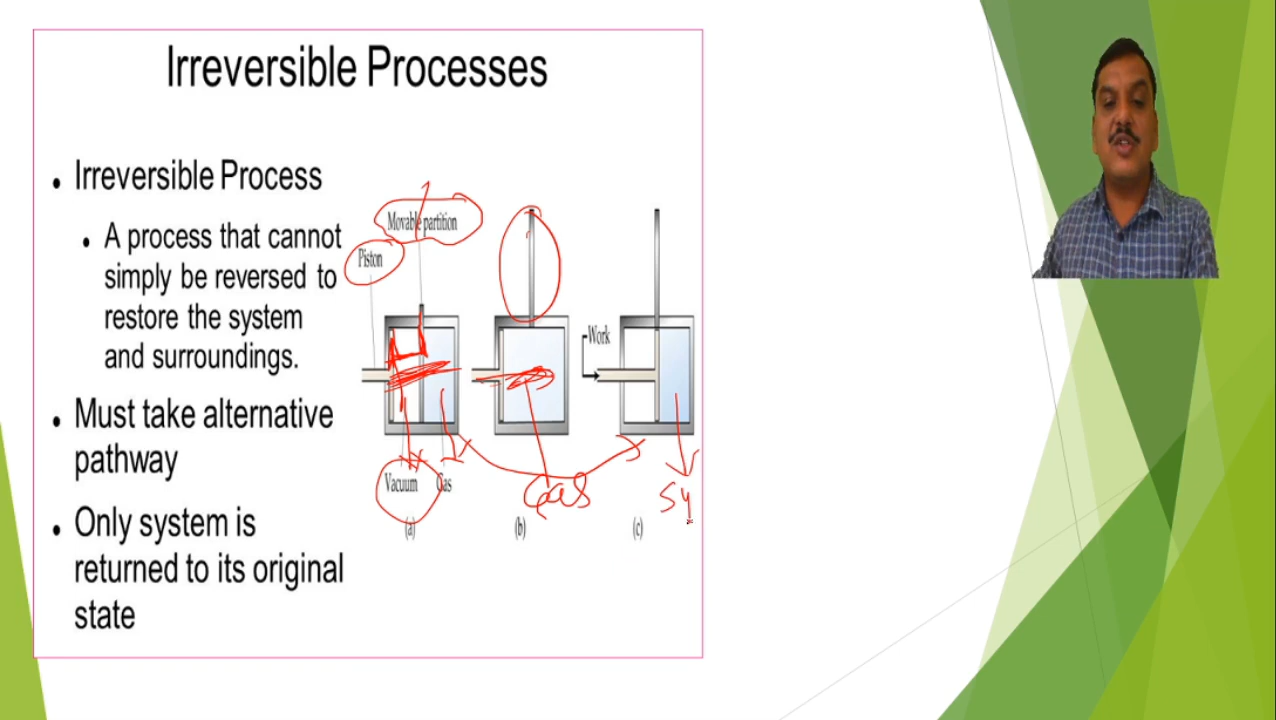 Irreversible Processes
• Irreversible Process
• A process that cannot
simply be reversed to
restore the system
and surroundings.
• Must take alternative
pathway
• Only system is
returned to its original
state
Movable partition
Piston
Work
Vacuum
Gas
Gas
Sy
(a)
(b)
(c)